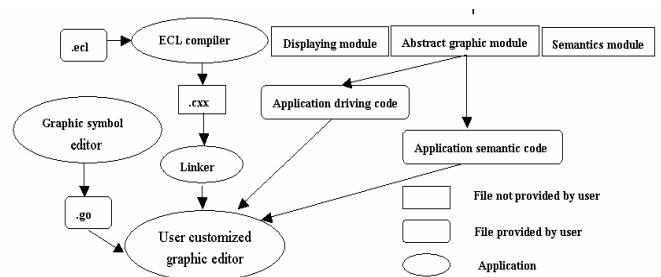 .ecl
ECL compiler
Displaying module
Abstract graphic module
Semantics module
.cxx
Application driving code
Graphic symbol
editor
Application semantic code
Linker
.go
User customized
graphic editor
File not provided by user
File provided by user
Application